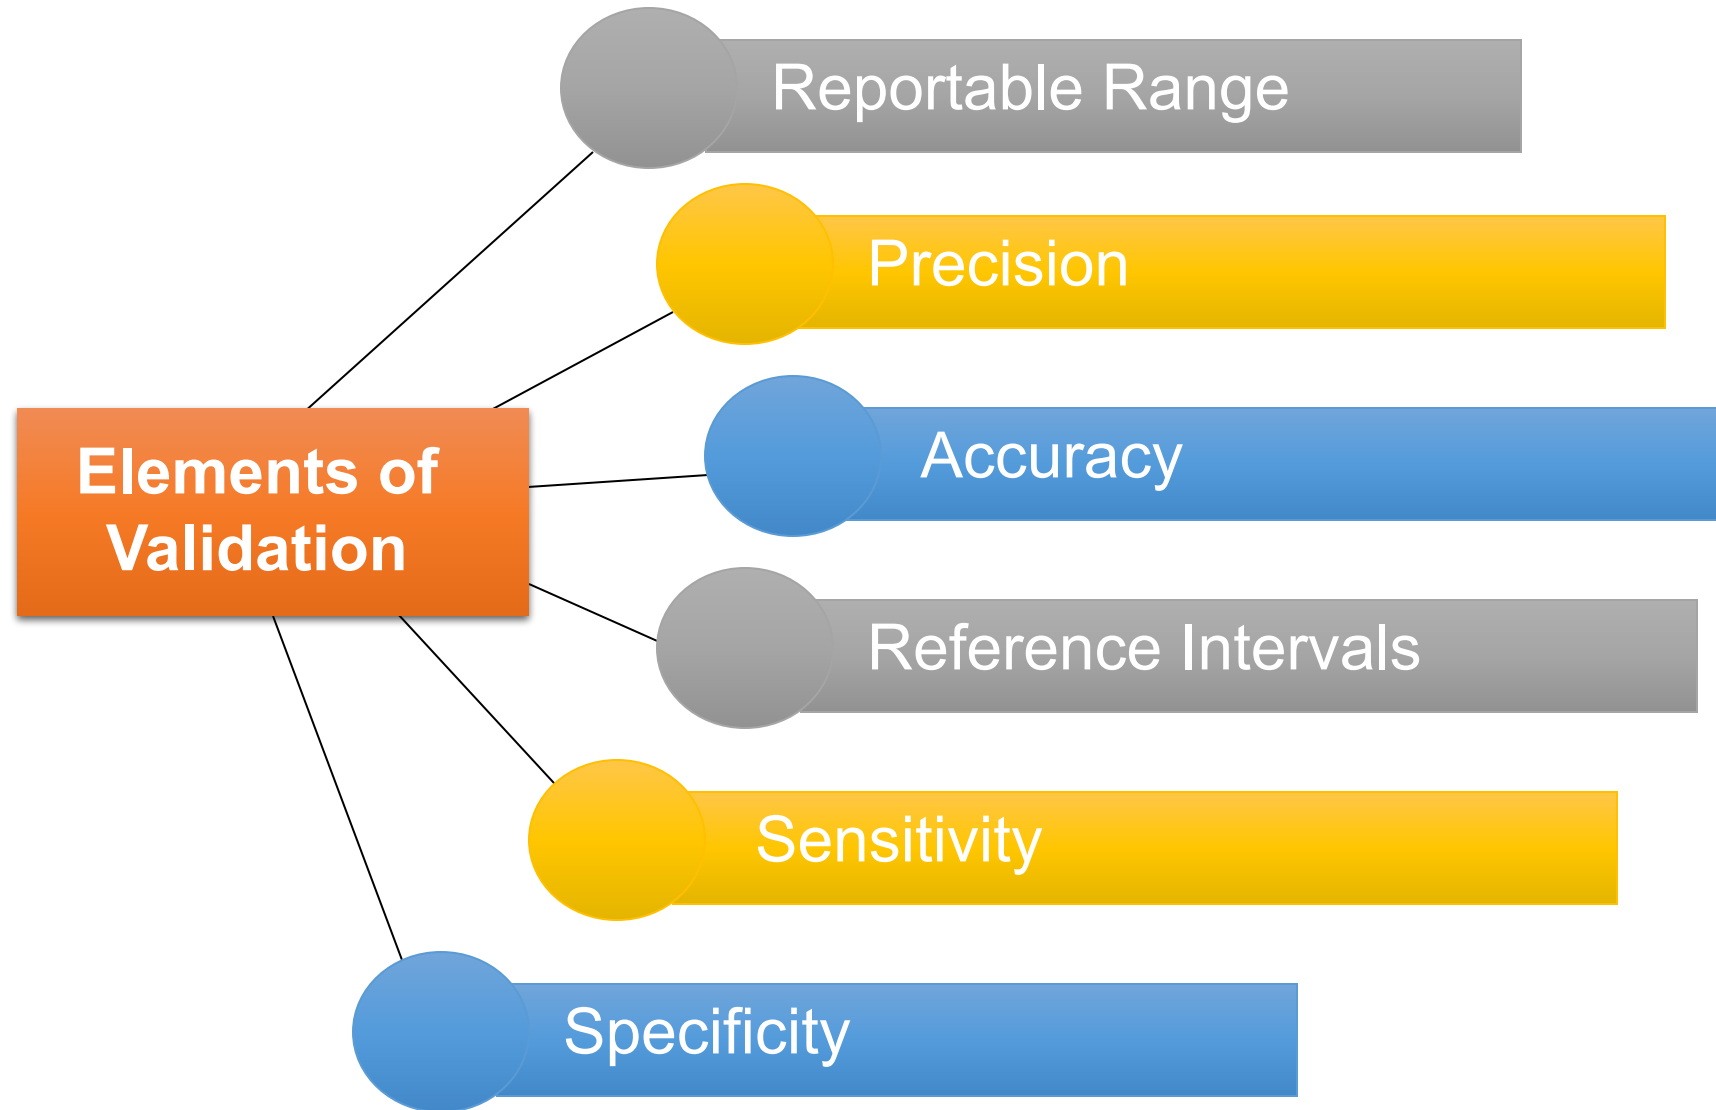 Reportable Range
Precision
Accuracy
Elements of
Validation
Reference Intervals
Sensitivity
Specificity